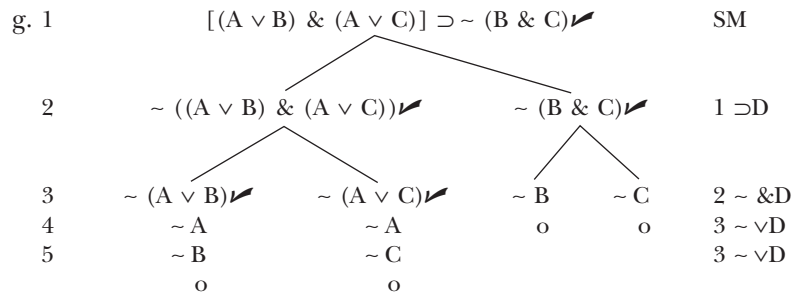 g. 1 [(A ∨ B) & (A ∨ C)] ⊃ ~ (B & C)✔ SM
2 ~ ((A ∨ B) & (A ∨ C))✔ ~ (B & C)✔ 1 ⊃D
3 ~ (A ∨ B)✔ ~ (A ∨ C)✔ ~ B ~ C 2 ~ &D
4 ~ A ~ A o o 3 ~ ∨D
5 ~ B ~ C 3 ~ ∨D
o o